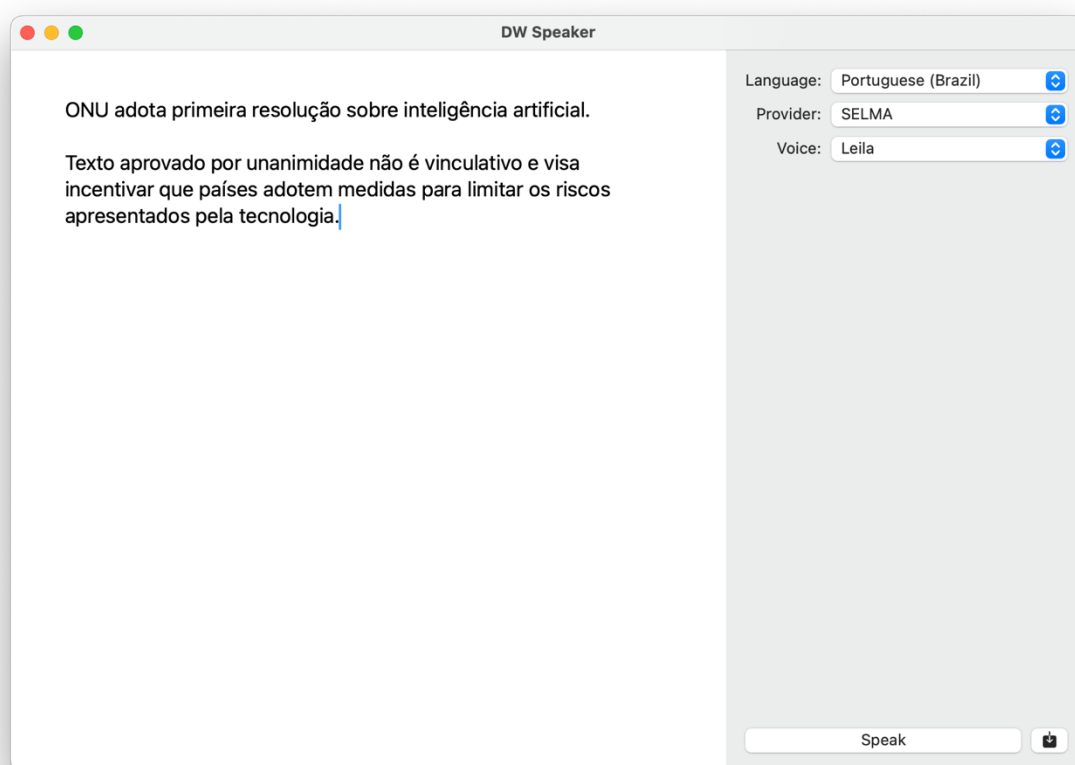 DW Speaker
ONU adota primeira resolução sobre inteligência artificial.
Texto aprovado por unanimidade não é vinculativo e visa
incentivar que países adotem medidas para limitar os riscos
apresentados pela tecnologia.
Language: Portuguese (Brazil)
Provider: SELMA
Voice: Leila
Speak